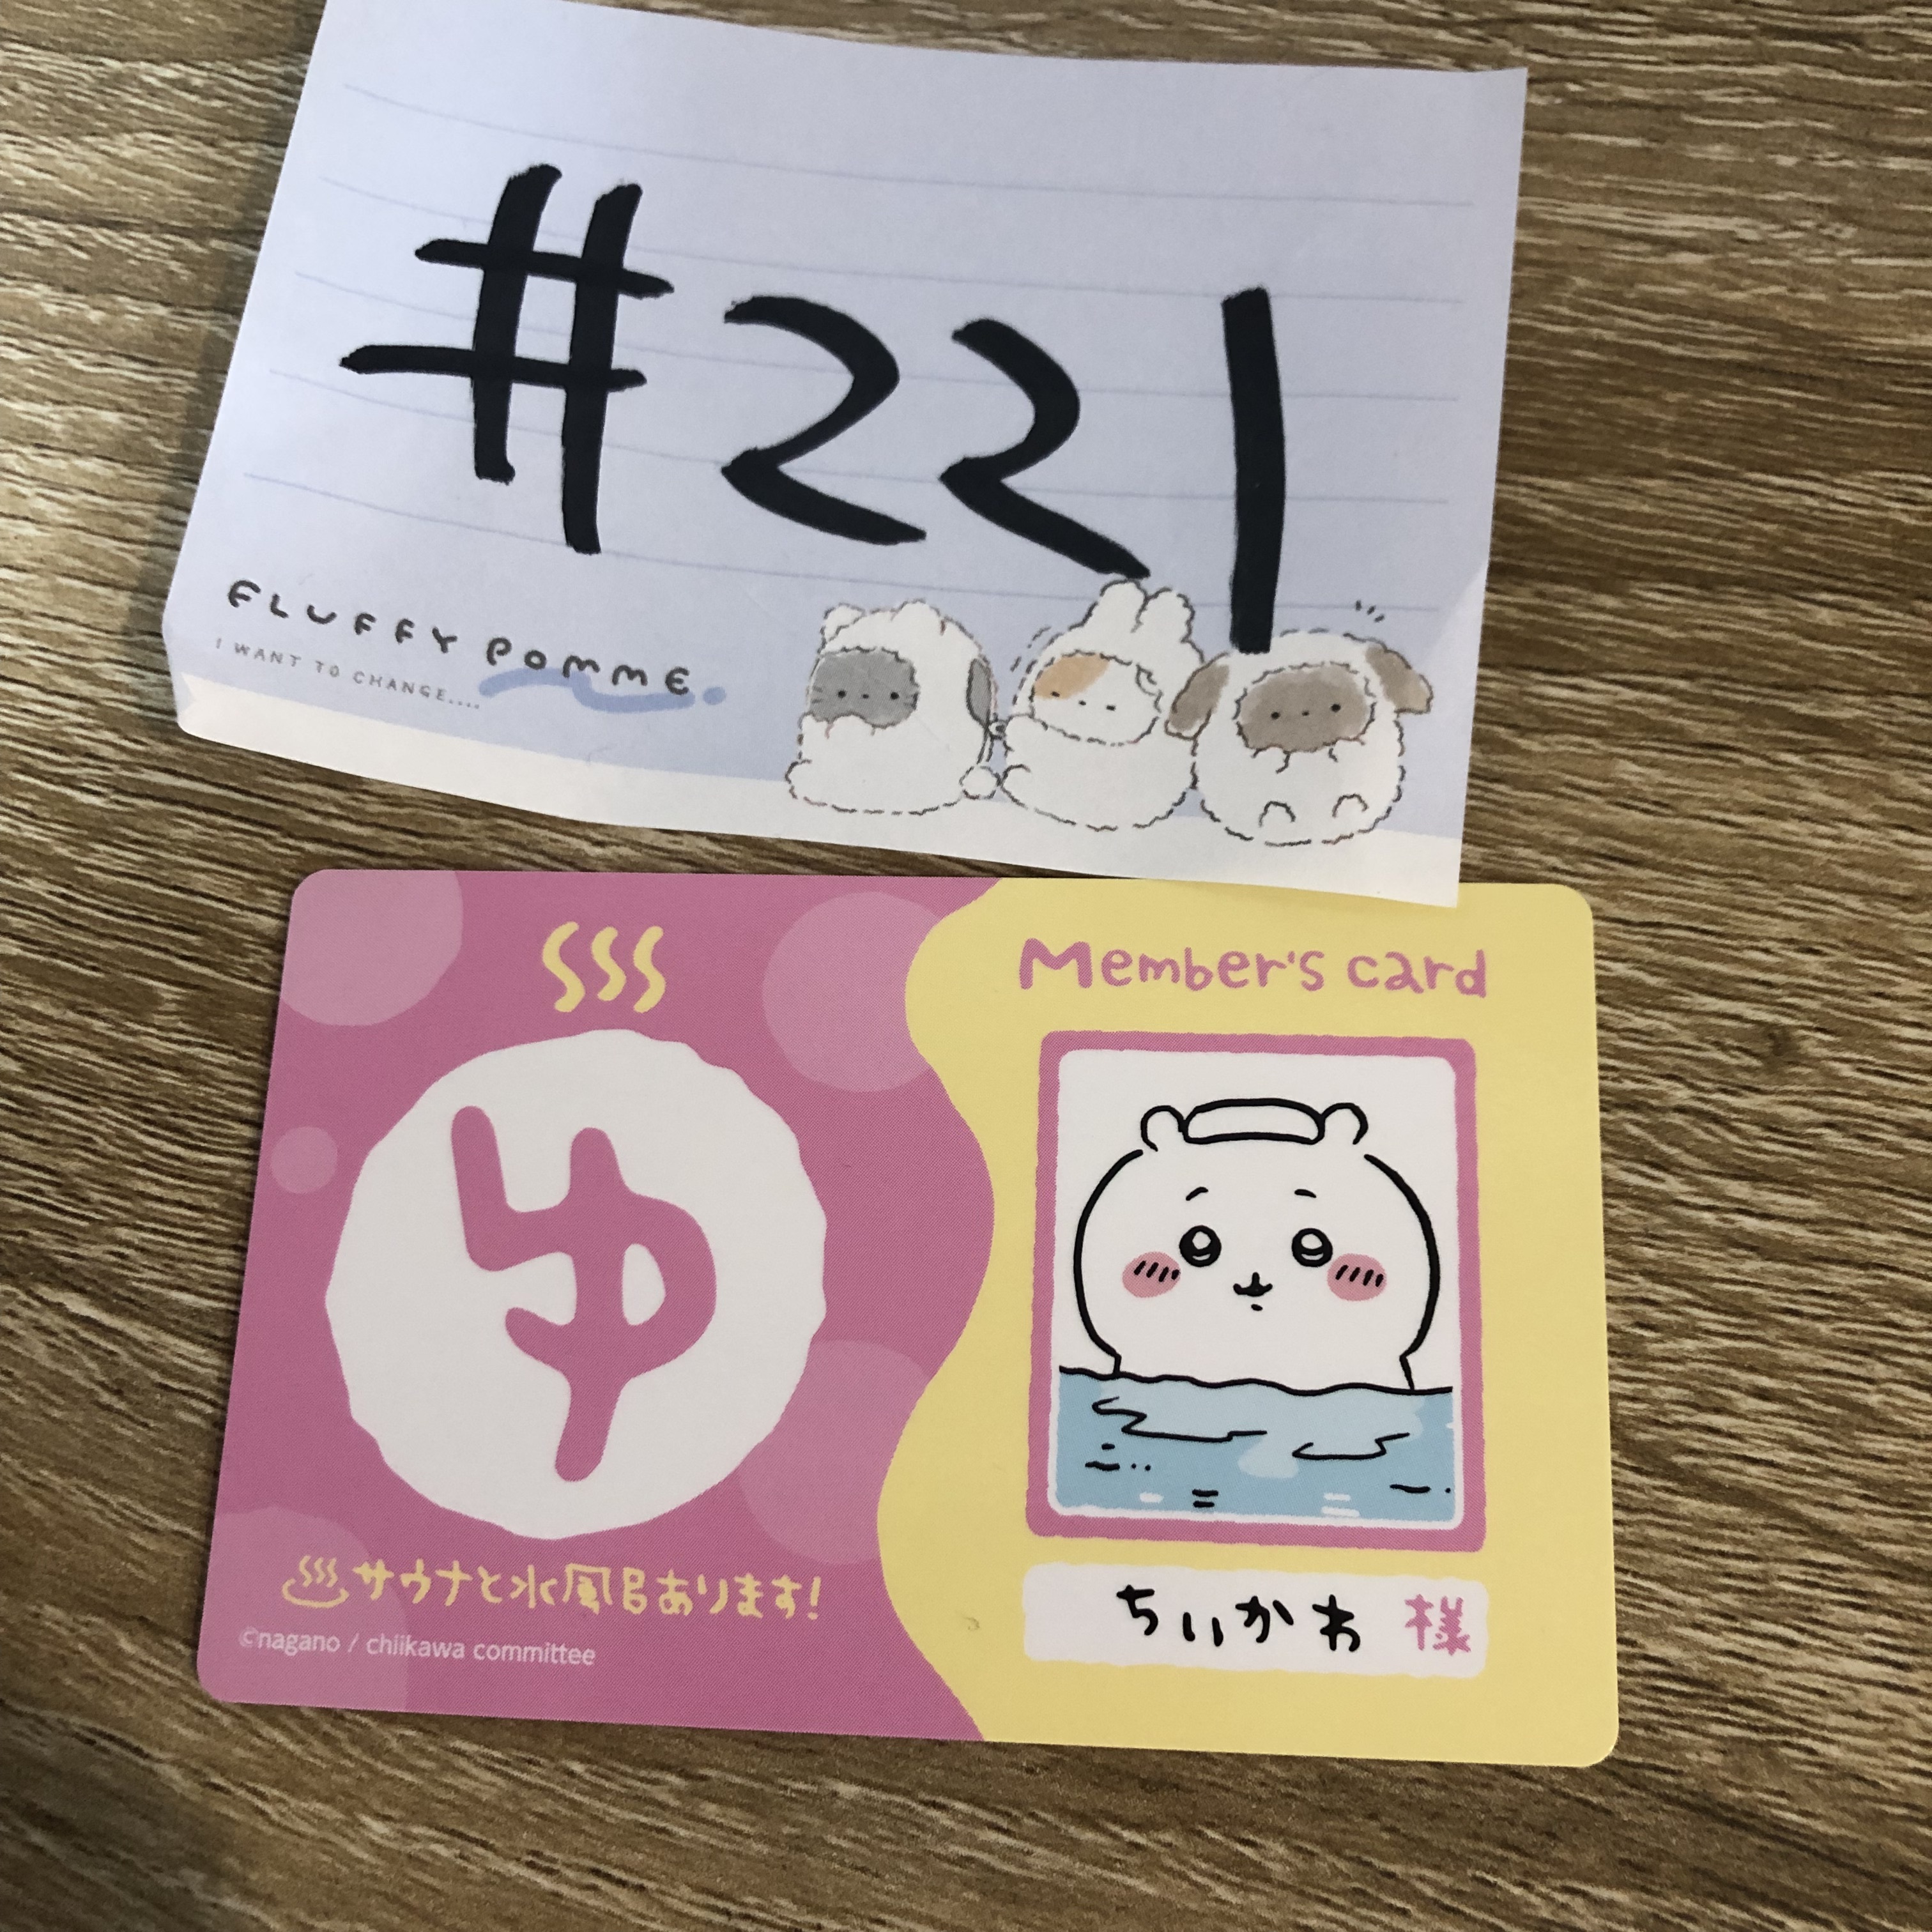 #221
FLUFFY POMME
I WANT TO CHANGE....
Member's card
ゆ
♨サウナと水風呂あります!
©nagano / chiikawa committee
ちいかわ 様